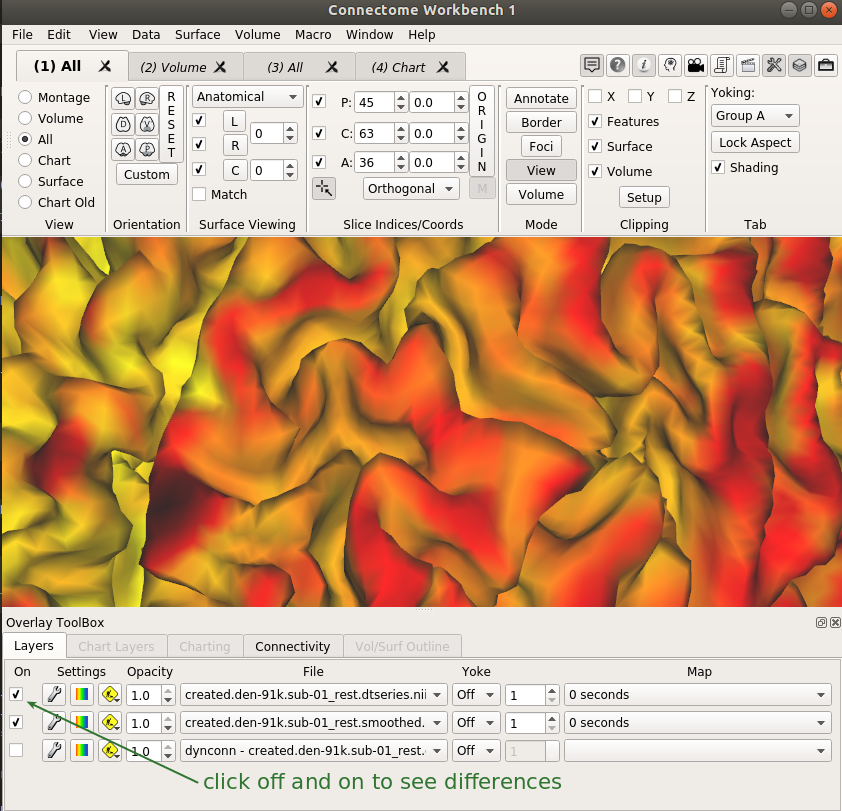 Connectome Workbench 1
File Edit View Data Surface Volume Macro Window Help
(1) All (2) Volume (3) All (4) Chart
Montage
Volume
All
Chart
Surface
Chart Old
View
L R
D V
A P
RESET
Custom
Orientation
Anatomical
L
R
0
C 0
Match
Surface Viewing
P: 45 0.0
C: 63 0.0
A: 36 0.0
ORIGIN
Orthogonal M
Slice Indices/Coords
Annotate
Border
Foci
View
Volume
Mode
X Y Z
Features
Surface
Volume
Setup
Clipping
Yoking:
Group A
Lock Aspect
Shading
Tab
Overlay ToolBox
Layers Chart Layers Charting Connectivity Vol/Surf Outline
On Settings Opacity File Yoke Map
1.0 created.den-91k.sub-01_rest.dtseries.nii Off 1 0 seconds
1.0 created.den-91k.sub-01_rest.smoothed. Off 1 0 seconds
1.0 dynconn - created.den-91k.sub-01_rest. Off 1
click off and on to see differences